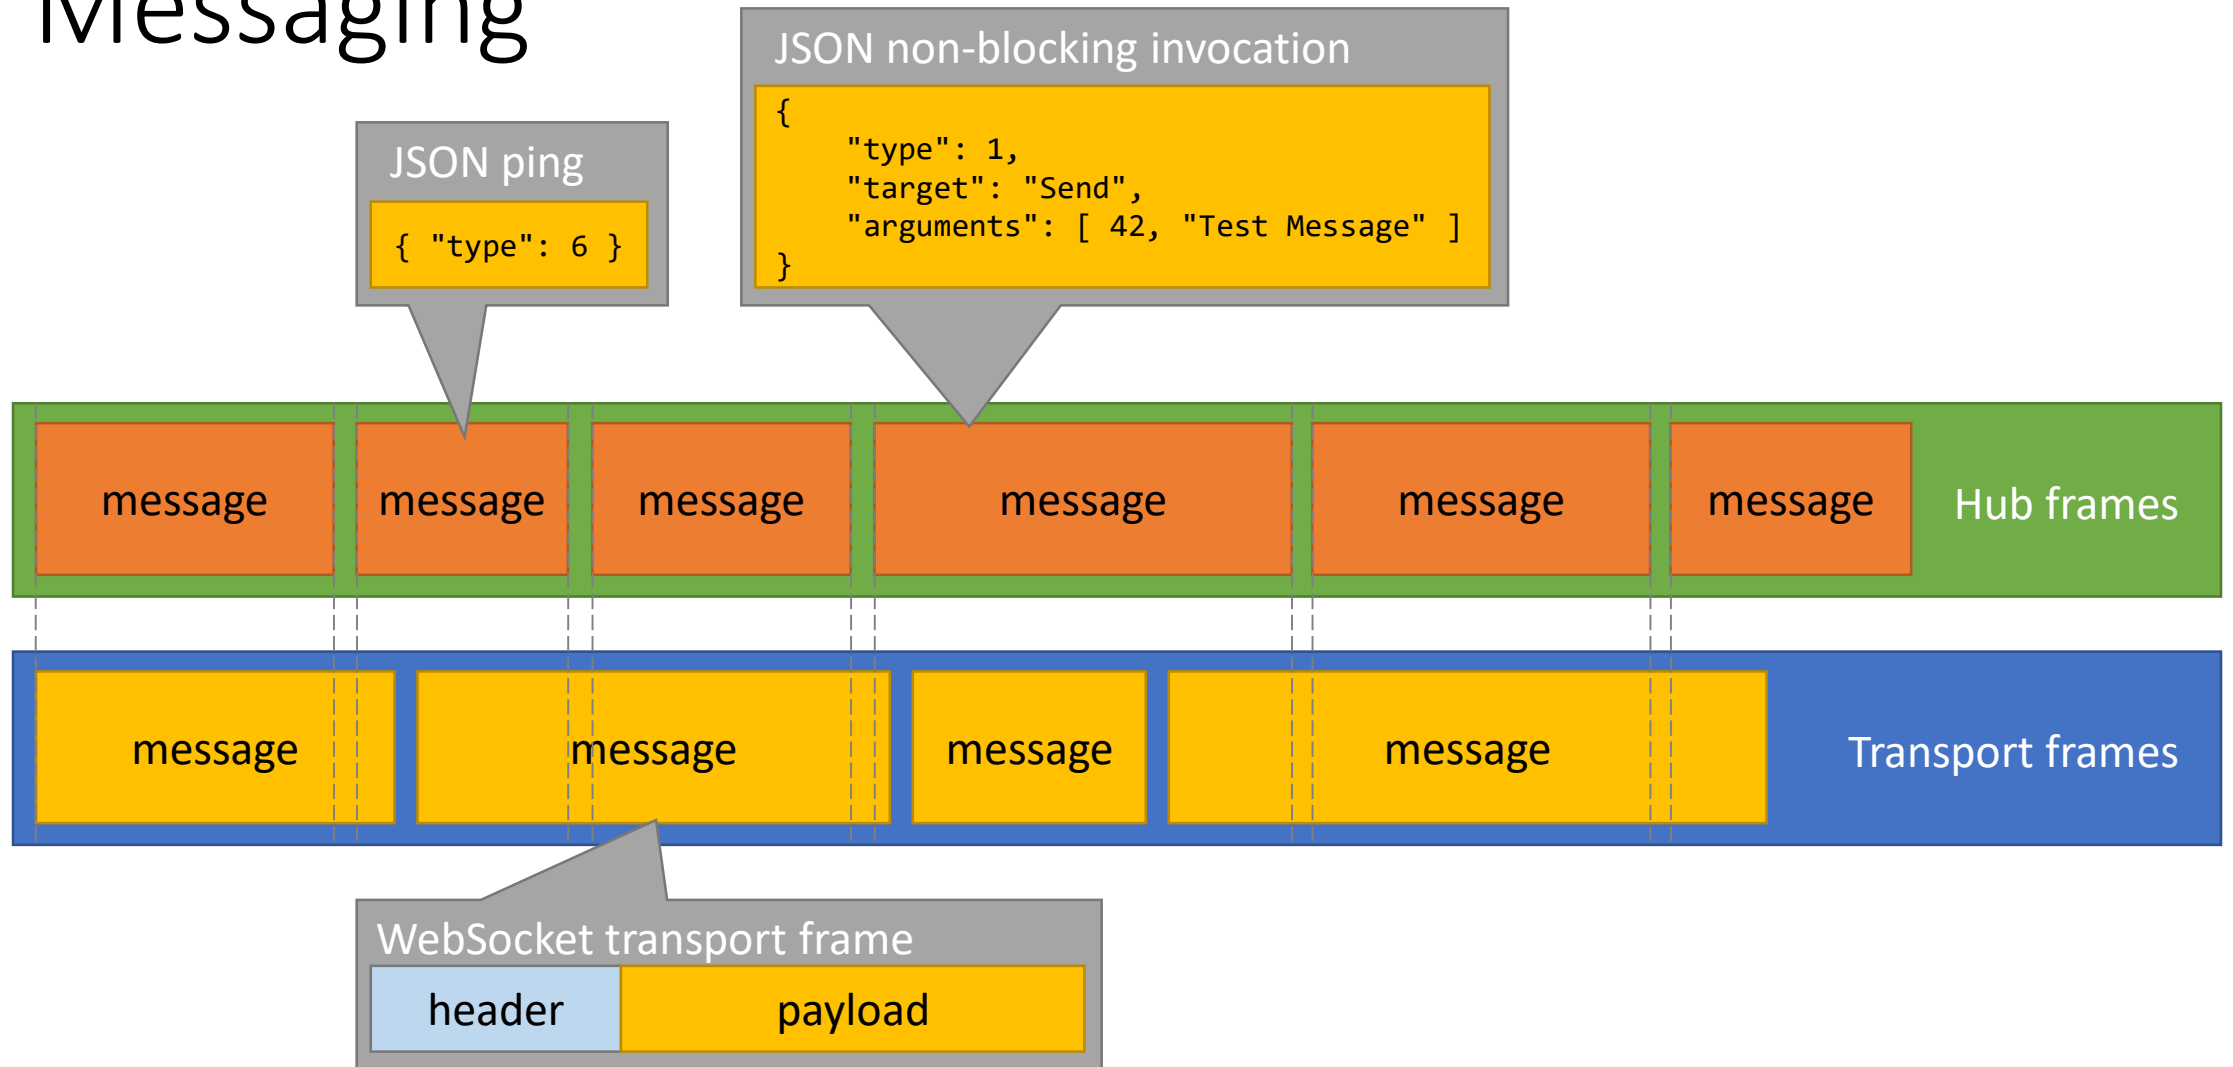 Messaging
JSON non-blocking invocation
{
"type": 1,
"target": "Send",
"arguments": [ 42, "Test Message" ]
}
JSON ping
{ "type": 6 }
message
message
message
message
message
message
Hub frames
message
message
message
message
Transport frames
WebSocket transport frame
header
payload